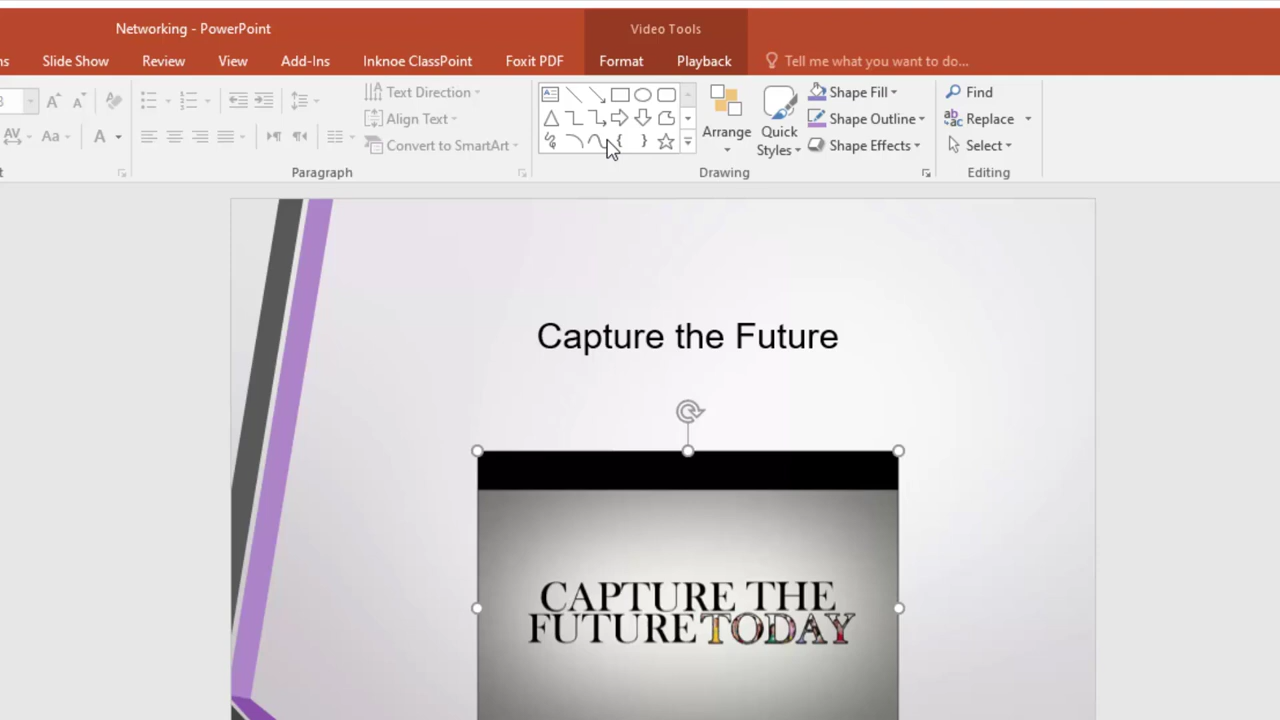 Networking - PowerPoint
Video Tools
Slide Show Review View Add-Ins Inknoe ClassPoint Foxit PDF Format Playback Tell me what you want to do...
Text Direction
Align Text
Convert to SmartArt
Paragraph
Arrange
Quick Styles
Shape Fill
Shape Outline
Shape Effects
Drawing
Find
Replace
Select
Editing
Capture the Future
CAPTURE THE
FUTURE TODAY